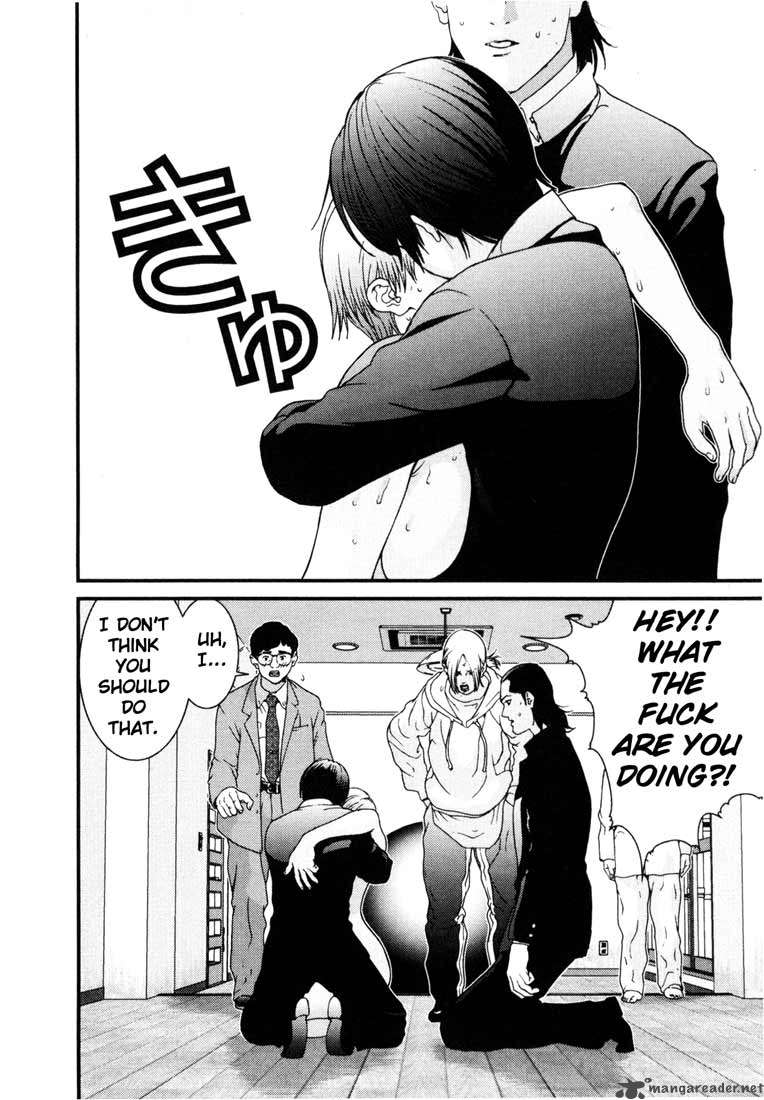 きゅ
HEY!!
WHAT
THE
FUCK
ARE YOU
DOING?!
UH,
I...
I DON'T
THINK
YOU
SHOULD
DO
THAT.
mangareader.net